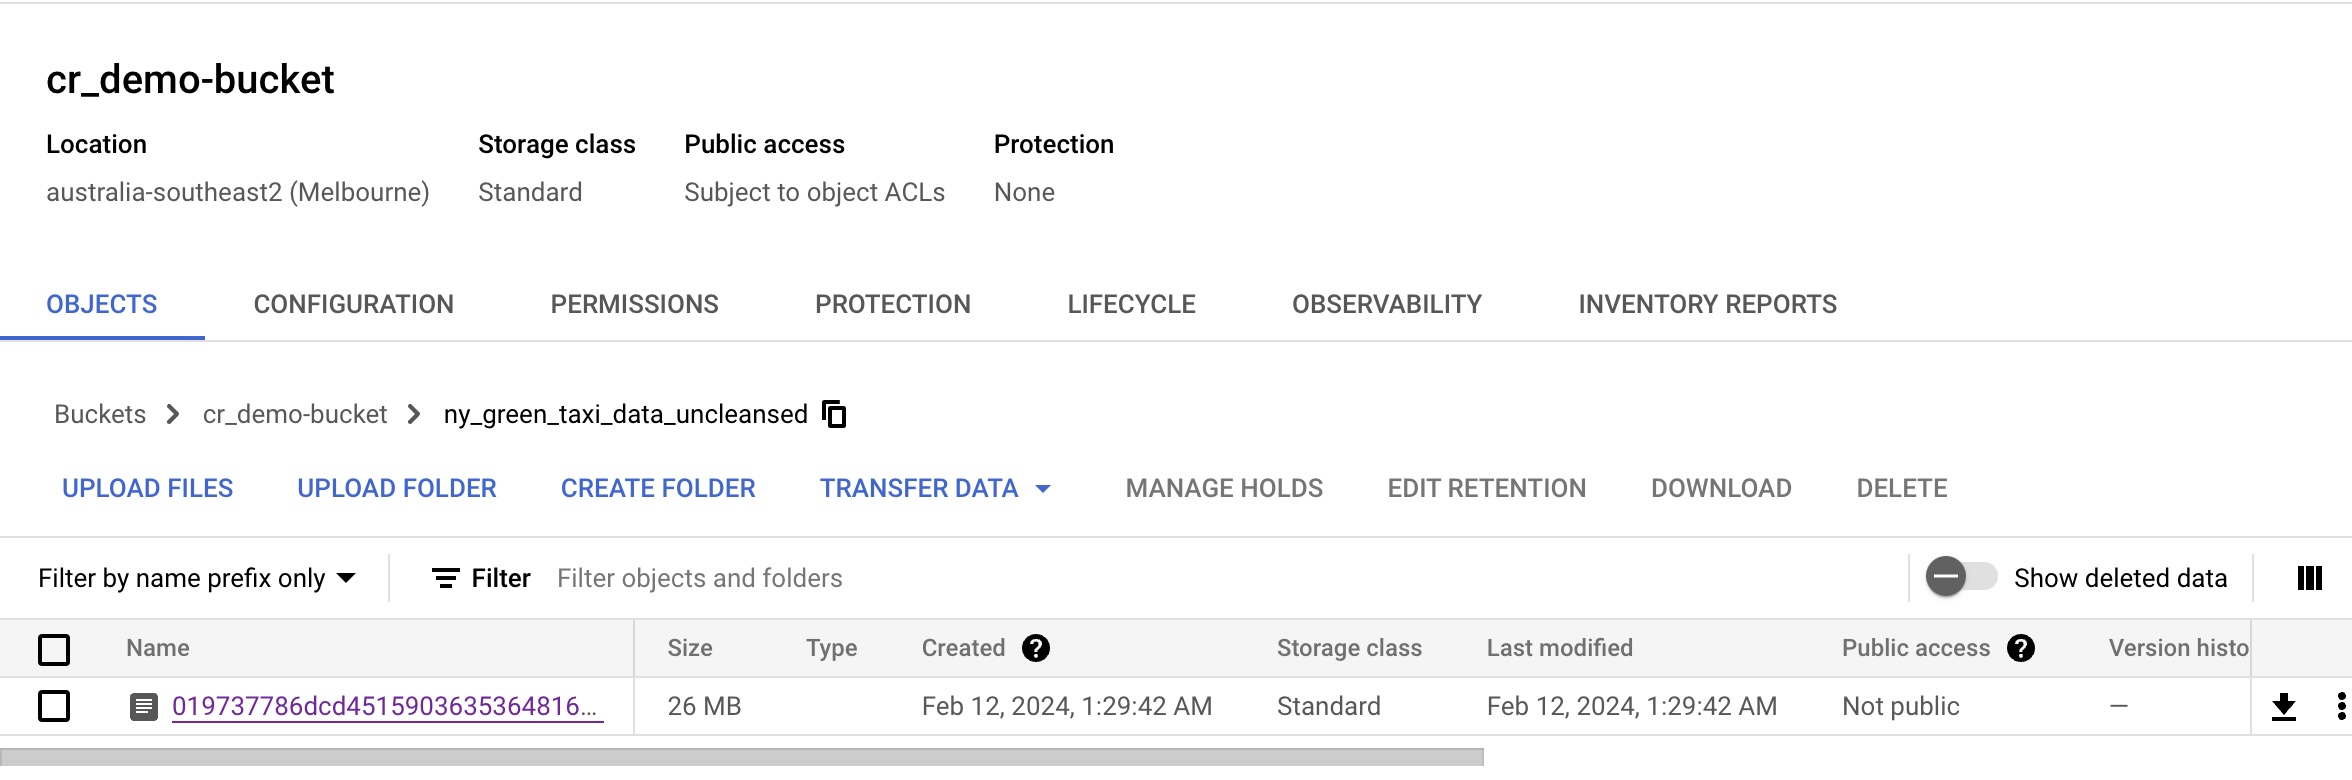 cr_demo-bucket
Location Storage class Public access Protection
australia-southeast2 (Melbourne) Standard Subject to object ACLs None
OBJECTS CONFIGURATION PERMISSIONS PROTECTION LIFECYCLE OBSERVABILITY INVENTORY REPORTS
Buckets > cr_demo-bucket > ny_green_taxi_data_uncleansed
UPLOAD FILES UPLOAD FOLDER CREATE FOLDER TRANSFER DATA MANAGE HOLDS EDIT RETENTION DOWNLOAD DELETE
Filter by name prefix only Filter Filter objects and folders Show deleted data
Name Size Type Created ? Storage class Last modified Public access ? Version histo
019737786dcd4515903635364816... 26 MB Feb 12, 2024, 1:29:42 AM Standard Feb 12, 2024, 1:29:42 AM Not public —